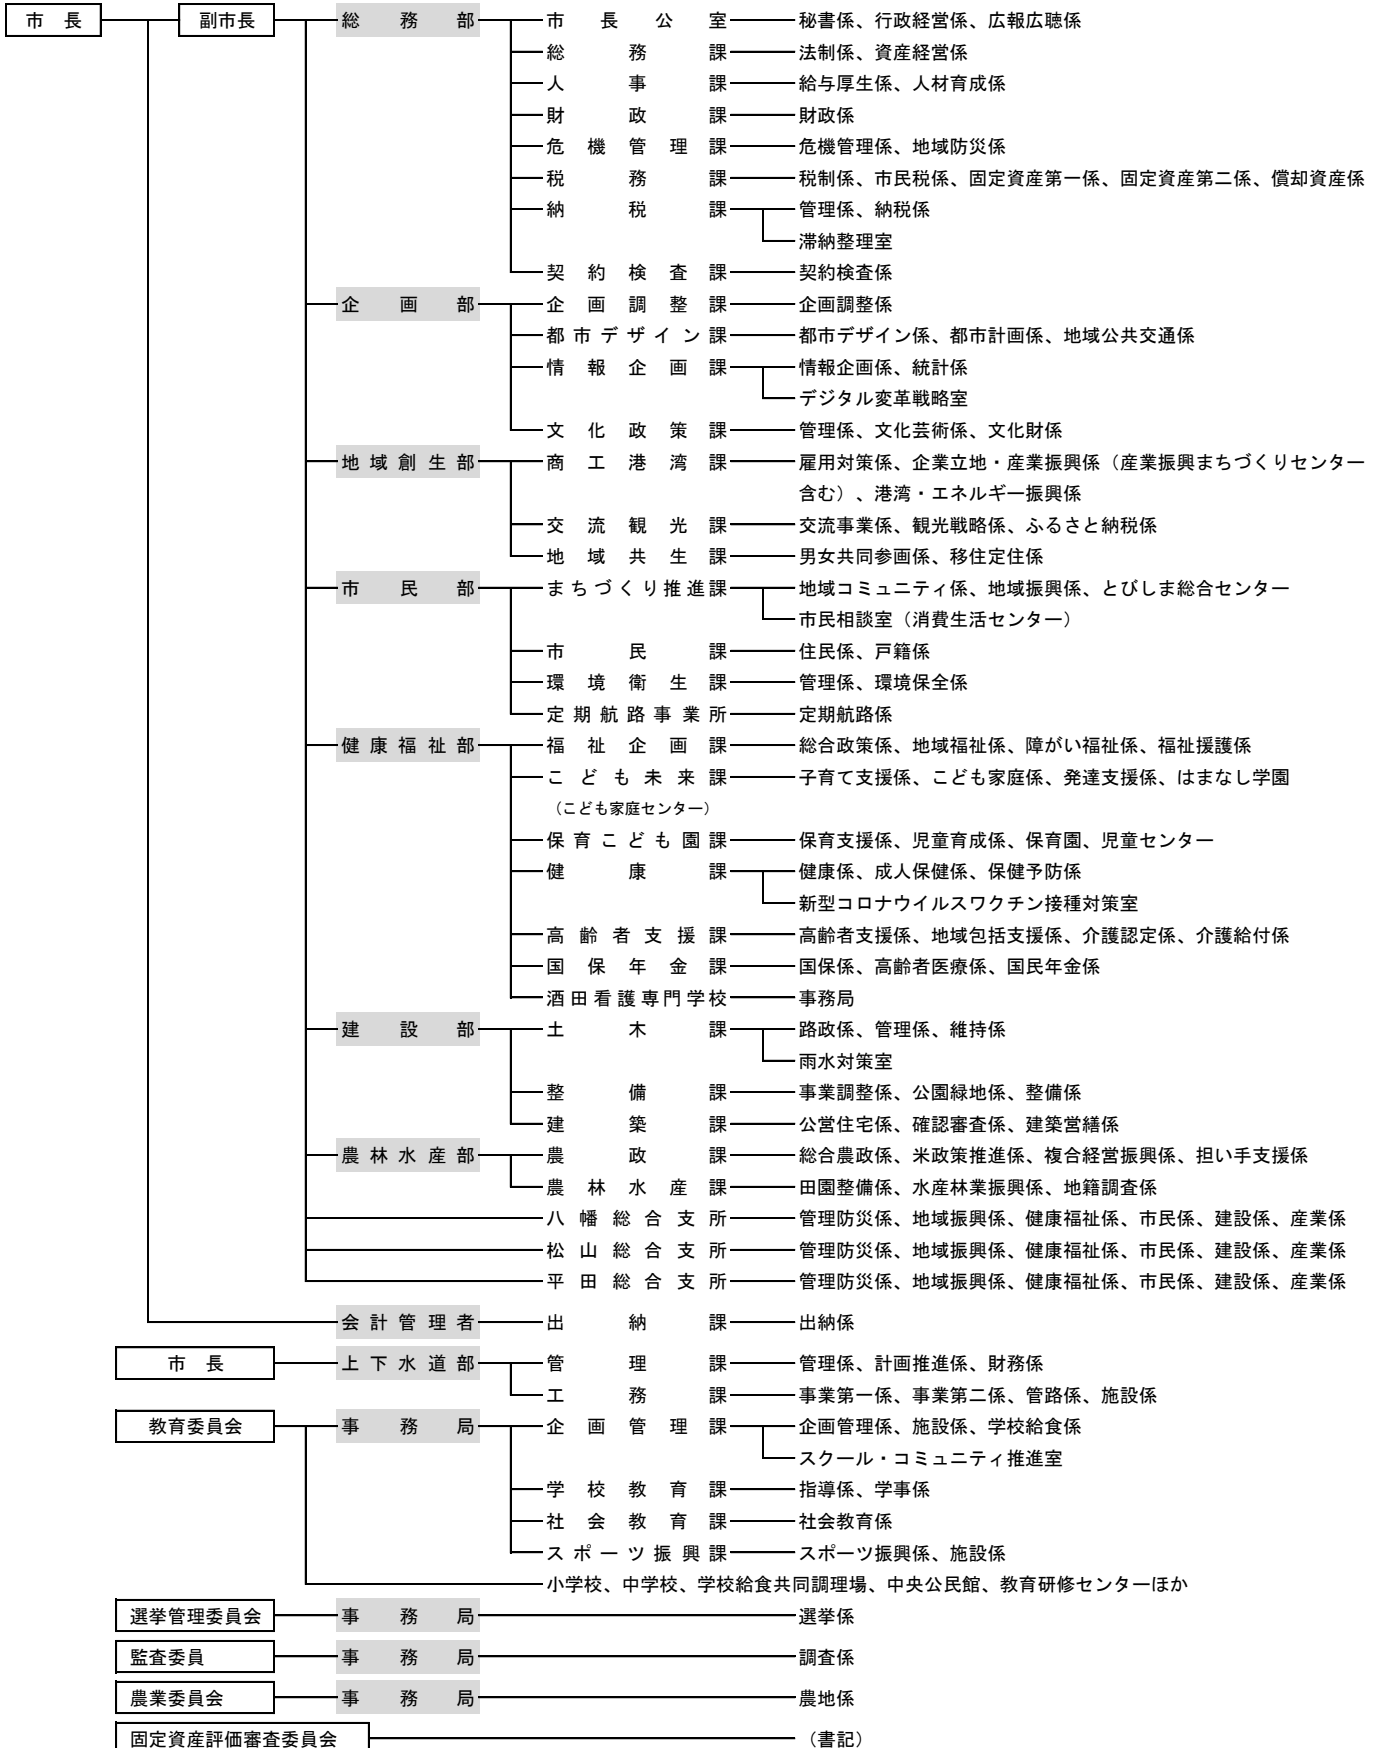 市長 副市長 総務部 市長公室 秘書係、行政経営係、広報広聴係
総務課 法制係、資産経営係
人事課 給与厚生係、人材育成係
財政課 財政係
危機管理課 危機管理係、地域防災係
税務課 税制係、市民税係、固定資産第一係、固定資産第二係、償却資産係
納税課 管理係、納税係
滞納整理室
契約検査課 契約検査係
企画部 企画調整課 企画調整係
都市デザイン課 都市デザイン係、都市計画係、地域公共交通係
情報企画課 情報企画係、統計係
デジタル変革戦略室
文化政策課 管理係、文化芸術係、文化財係
地域創生部 商工港湾課 雇用対策係、企業立地・産業振興係（産業振興まちづくりセンター
含む）、港湾・エネルギー振興係
交流観光課 交流事業係、観光戦略係、ふるさと納税係
地域共生課 男女共同参画係、移住定住係
市民部 まちづくり推進課 地域コミュニティ係、地域振興係、とびしま総合センター
市民相談室（消費生活センター）
市民課 住民係、戸籍係
環境衛生課 管理係、環境保全係
定期航路事業所 定期航路係
健康福祉部 福祉企画課 総合政策係、地域福祉係、障がい福祉係、福祉援護係
こども未来課 子育て支援係、こども家庭係、発達支援係、はまなし学園
（こども家庭センター）
保育こども園課 保育支援係、児童育成係、保育園、児童センター
健康課 健康係、成人保健係、保健予防係
新型コロナウイルスワクチン接種対策室
高齢者支援課 高齢者支援係、地域包括支援係、介護認定係、介護給付係
国保年金課 国保係、高齢者医療係、国民年金係
酒田看護専門学校 事務局
建設部 土木課 路政係、管理係、維持係
雨水対策室
整備課 事業調整係、公園緑地係、整備係
建築課 公営住宅係、確認審査係、建築営繕係
農林水産部 農政課 総合農政係、米政策推進係、複合経営振興係、担い手支援係
農林水産課 田園整備係、水産林業振興係、地籍調査係
八幡総合支所 管理防災係、地域振興係、健康福祉係、市民係、建設係、産業係
松山総合支所 管理防災係、地域振興係、健康福祉係、市民係、建設係、産業係
平田総合支所 管理防災係、地域振興係、健康福祉係、市民係、建設係、産業係
会計管理者 出納課 出納係
市長 上下水道部 管理課 管理係、計画推進係、財務係
工務課 事業第一係、事業第二係、管路係、施設係
教育委員会 事務局 企画管理課 企画管理係、施設係、学校給食係
スクール・コミュニティ推進室
学校教育課 指導係、学事係
社会教育課 社会教育係
スポーツ振興課 スポーツ振興係、施設係
小学校、中学校、学校給食共同調理場、中央公民館、教育研修センターほか
選挙管理委員会 事務局 選挙係
監査委員 事務局 調査係
農業委員会 事務局 農地係
固定資産評価審査委員会 （書記）